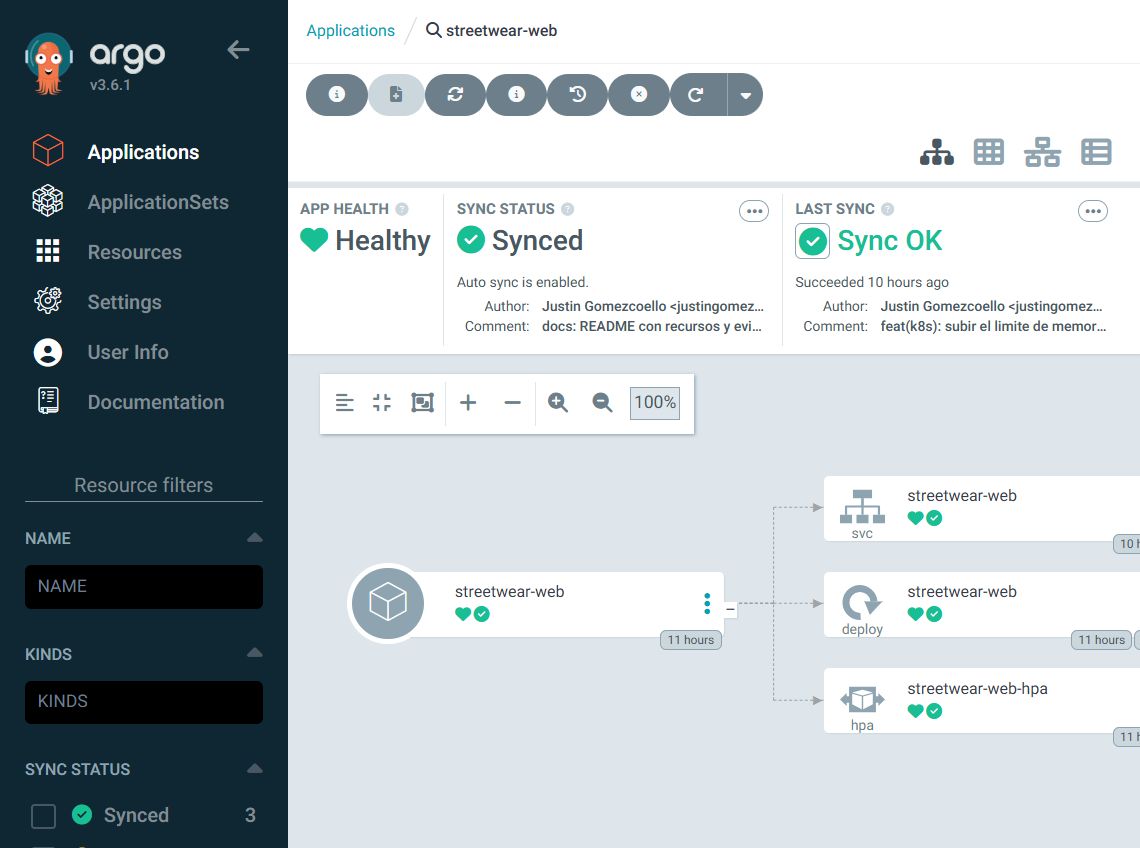 argo
v3.6.1
Applications
ApplicationSets
Resources
Settings
User Info
Documentation
Resource filters
NAME
NAME
KINDS
KINDS
SYNC STATUS
Synced 3
Applications / streetwear-web
APP HEALTH
Healthy
SYNC STATUS
Synced
Auto sync is enabled.
Author: Justin Gomezcoello <justingomez...
Comment: docs: README con recursos y evi...
LAST SYNC
Sync OK
Succeeded 10 hours ago
Author: Justin Gomezcoello <justingomez...
Comment: feat(k8s): subir el limite de memor...
100%
streetwear-web
11 hours
svc
streetwear-web
10 h
deploy
streetwear-web
11 hours
hpa
streetwear-web-hpa
11 h